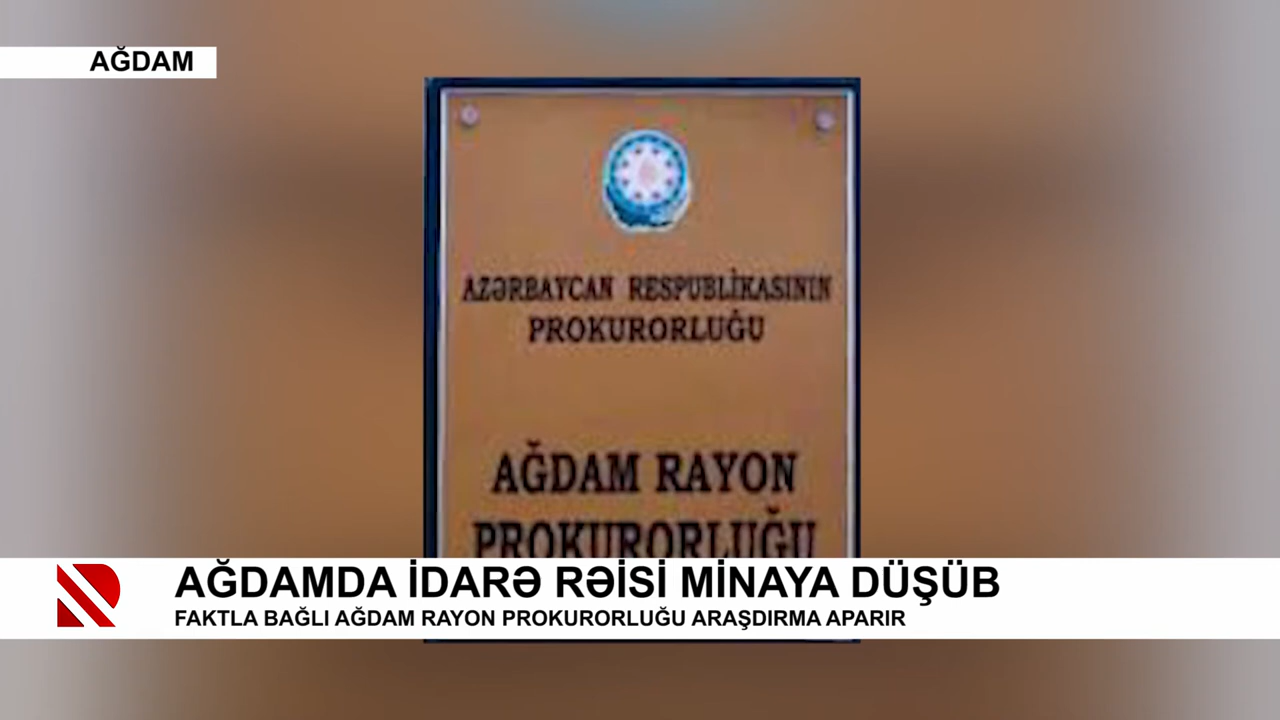 AĞDAM
AZƏRBAYCAN RESPUBLİKASININ
PROKURORLUĞU
AĞDAM RAYON
PROKURORLUĞU
AĞDAMDA İDARƏ RƏİSİ MİNAYA DÜŞÜB
FAKTLA BAĞLI AĞDAM RAYON PROKURORLUĞU ARAŞDIRMA APARIR